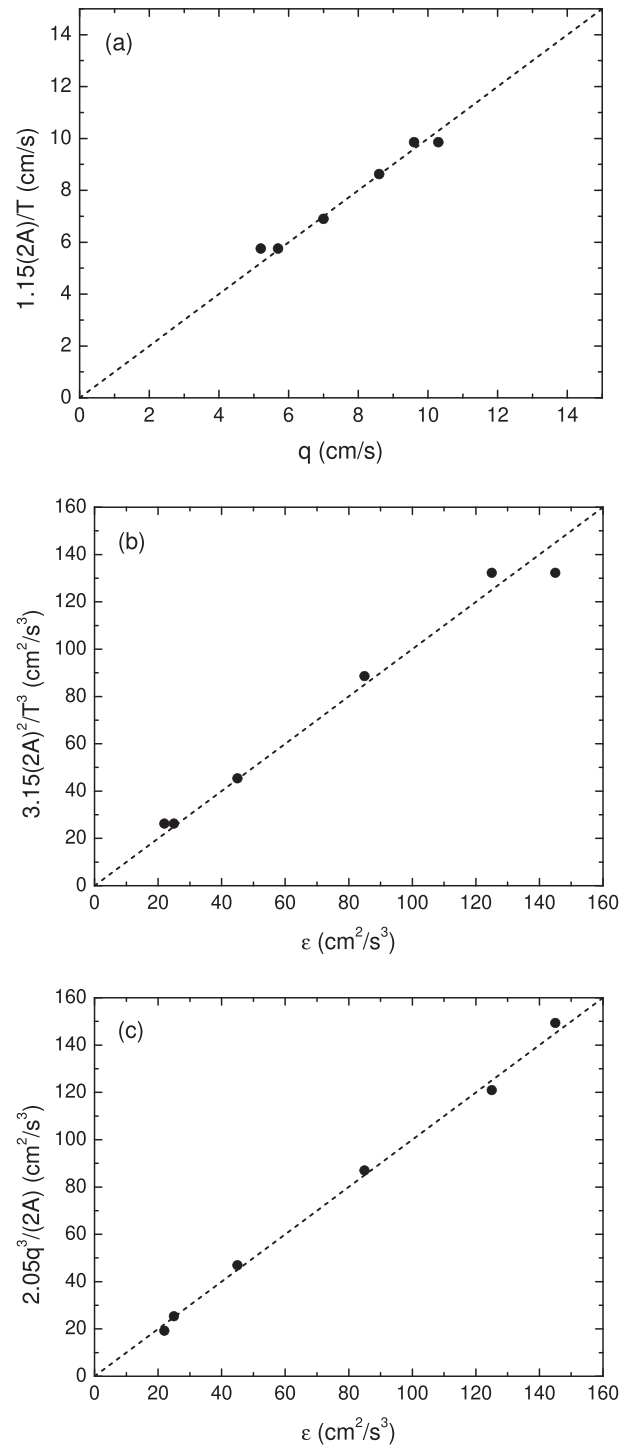 (a)
14
12
10
8
6
4
2
0
1.15(2A)/T (cm/s)
0 2 4 6 8 10 12 14
q (cm/s)
(b)
160
140
120
100
80
60
40
20
0
3.15(2A)²/T³ (cm²/s³)
0 20 40 60 80 100 120 140 160
ε (cm²/s³)
(c)
160
140
120
100
80
60
40
20
0
2.05q³/(2A) (cm²/s³)
0 20 40 60 80 100 120 140 160
ε (cm²/s³)